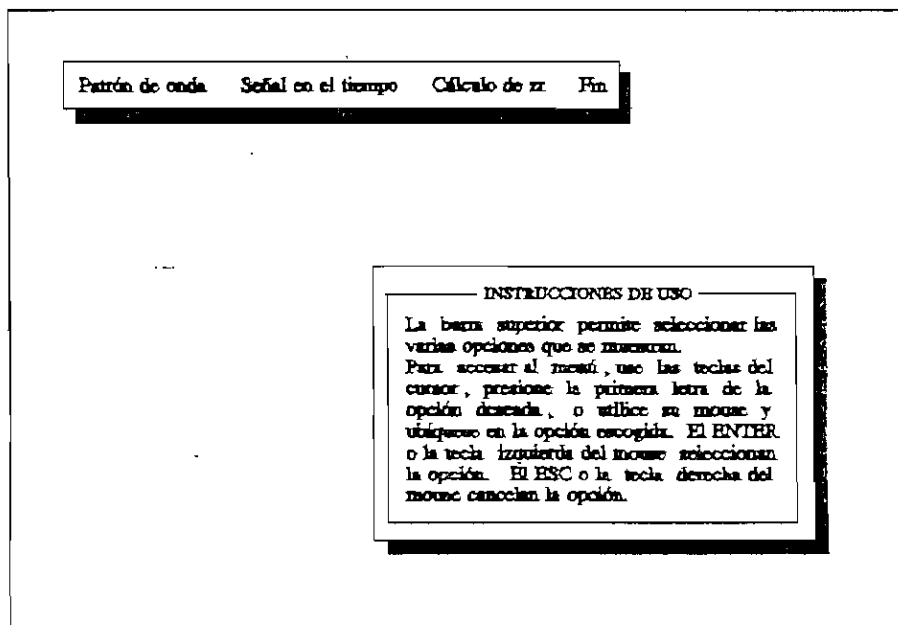 Patrón de onda Señal en el tiempo Cálculo de rr Fin
INSTRUCCIONES DE USO
La barra superior permite seleccionar las
varias opciones que se muestran.
Para accesar al menú , use las teclas del
cursor , presione la primera letra de la
opción deseada , o utilice su mouse y
ubíquese en la opción escogida. El ENTER
o la tecla izquierda del mouse seleccionan
la opción. El ESC o la tecla derecha del
mouse cancelan la opción.